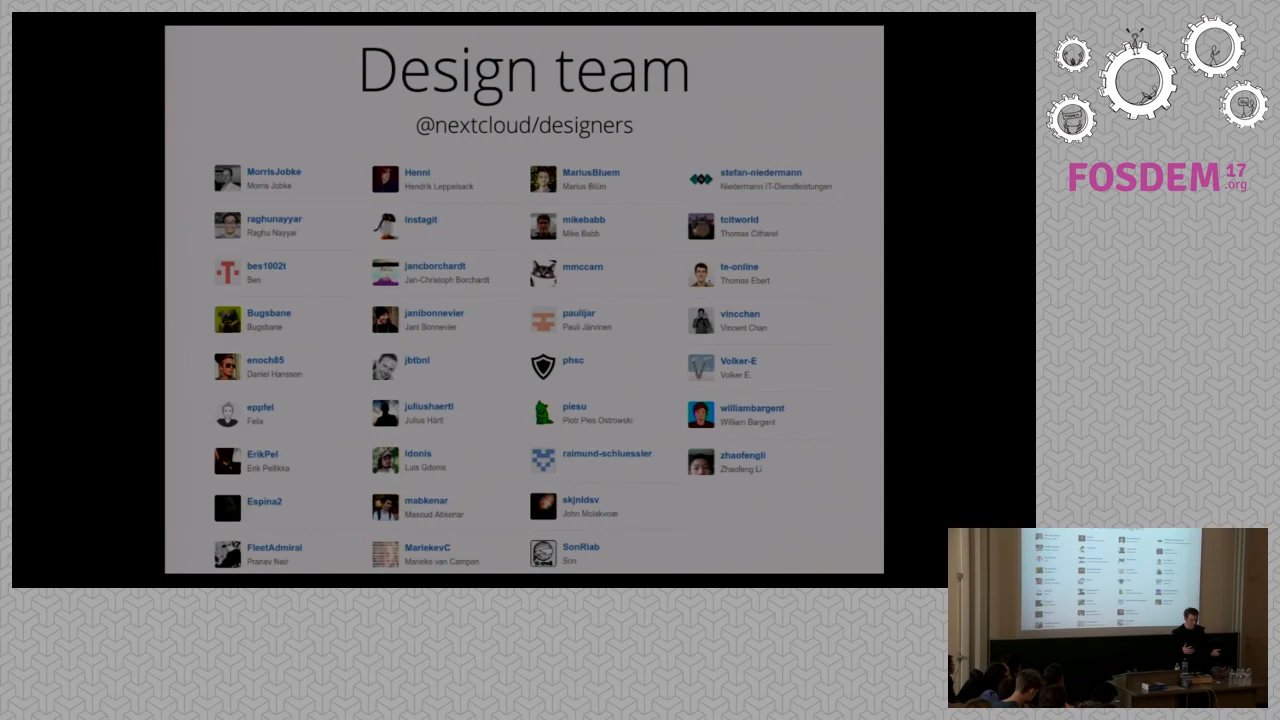 Design team
@nextcloud/designers
MorrisJobke
Morris Jobke
raghunayyar
Raghu Nayyar
bes1002t
Ben
Bugsbane
Bugsbane
enoch85
Daniel Hansson
eppfel
Felix
ErikPel
Erik Pellikka
Espina2
FleetAdmiral
Pranav Nair
Henni
Hendrik Leppelsack
Instagit
jancborchardt
Jan-Christoph Borchardt
janibonnevier
Jani Bonnevier
jbtbnl
juliushaertl
Julius Härtl
ldonis
Luis Gdonis
mabkenar
Masoud Abkenar
MariekevC
Marieke van Campen
MariusBluem
Marius Blüm
mikebabb
Mike Babb
mmccarn
paulijar
Pauli Järvinen
phsc
piesu
Piotr Pies Ostrowski
raimund-schluessler
skjnldsv
John Molakvoæ
SonRiab
Son
stefan-niedermann
Niedermann IT-Dienstleistungen
tcitworld
Thomas Citharel
te-online
Thomas Ebert
vincchan
Vincent Chan
Volker-E
Volker E.
williambargent
William Bargent
zhaofengli
Zhaofeng Li
FOSDEM 17
.org